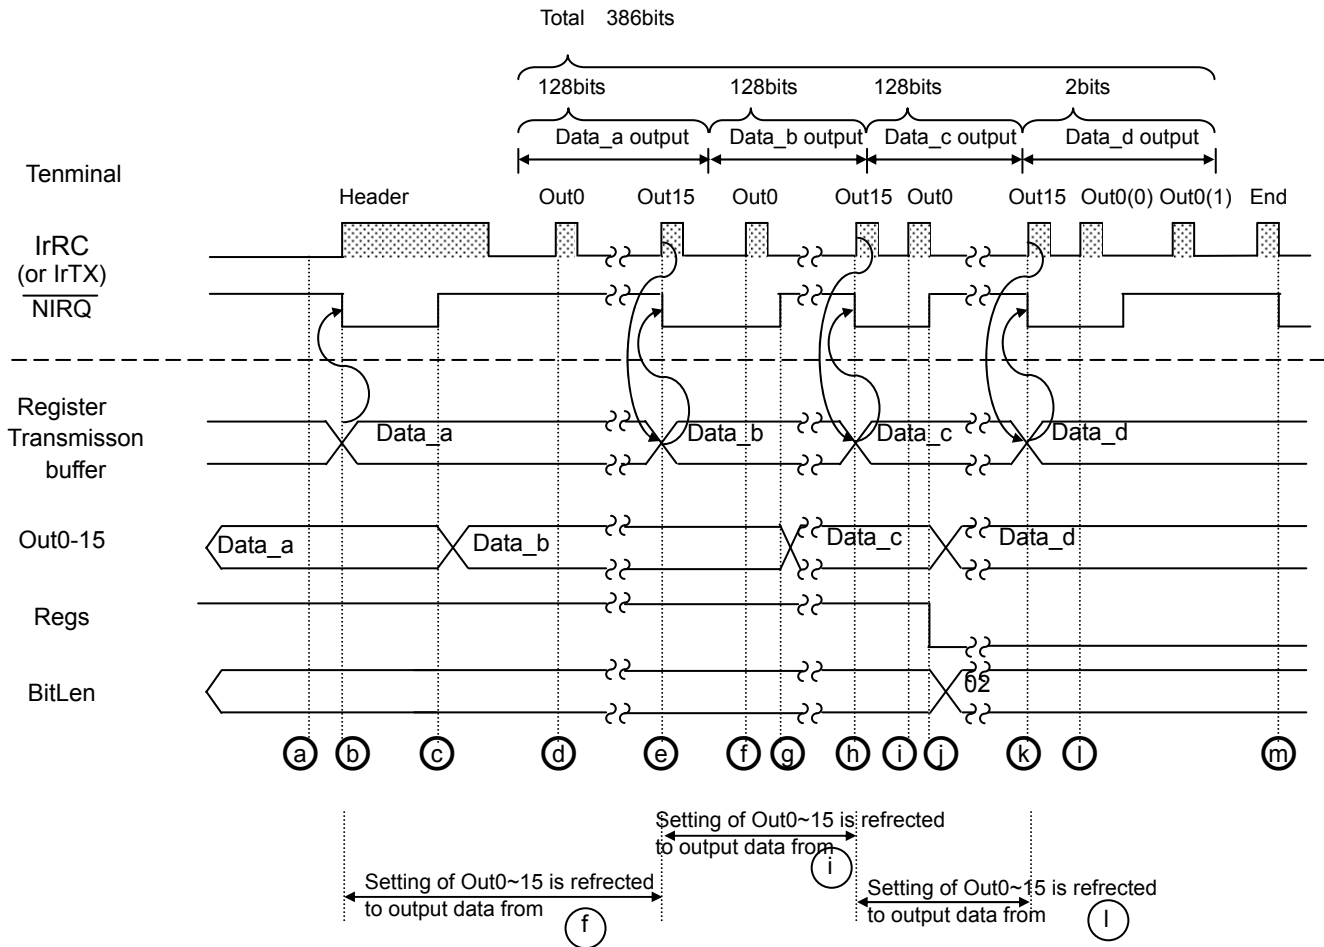 Total 386bits
128bits 128bits 128bits 2bits
Data_a output Data_b output Data_c output Data_d output
Tenminal
Header Out0 Out15 Out0 Out15 Out0 Out15 Out0(0) Out0(1) End
IrRC
(or IrTX)
NIRQ
Register
Transmisson
buffer
Data_a Data_b Data_c Data_d
Out0-15
Data_a Data_b Data_c Data_d
Regs
BitLen
02
a b c d e f g h i j k l m
Setting of Out0~15 is refrected
to output data from
i
Setting of Out0~15 is refrected
to output data from
f
Setting of Out0~15 is refrected
to output data from
l